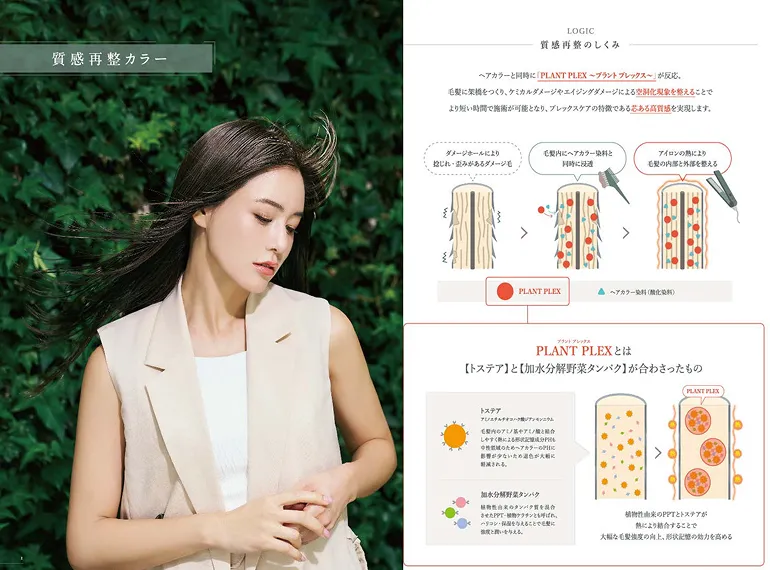 質感再整カラー
LOGIC
質感再整のしくみ
ヘアカラーと同時に「PLANT PLEX ～プラントプレックス～」が反応。
毛髪に架橋をつくり、ケミカルダメージやエイジングダメージによる空洞化現象を整えることで
より短い時間で施術が可能となり、プレックスケアの特徴である芯ある高質感を実現します。
ダメージホールにより
捻じれ・歪みがあるダメージ毛
毛髪内にヘアカラー染料と
同時に浸透
アイロンの熱により
毛髪の内部と外部を整える
PLANT PLEX
ヘアカラー染料（酸化染料）
プラントプレックス
PLANT PLEXとは
【トステア】と【加水分解野菜タンパク】が合わさったもの
トステア
アミノエチルチオコハク酸ジアンモニウム
毛髪内のアミノ基やアミノ酸と結合
しやすく熱による形状記憶成分PHも
中性領域のためヘアカラーのPHに
影響が少ないため退色が大幅に
軽減される。
加水分解野菜タンパク
植物性由来のタンパク質を混合
させたPPT・植物ケラチンとも呼ばれ、
ハリコシ・保湿を与えることで毛髪に
強度と潤いを与える。
PLANT PLEX
植物性由来のPPTとトステアが
熱により結合することで
大幅な毛髪強度の向上、形状記憶の効力を高める